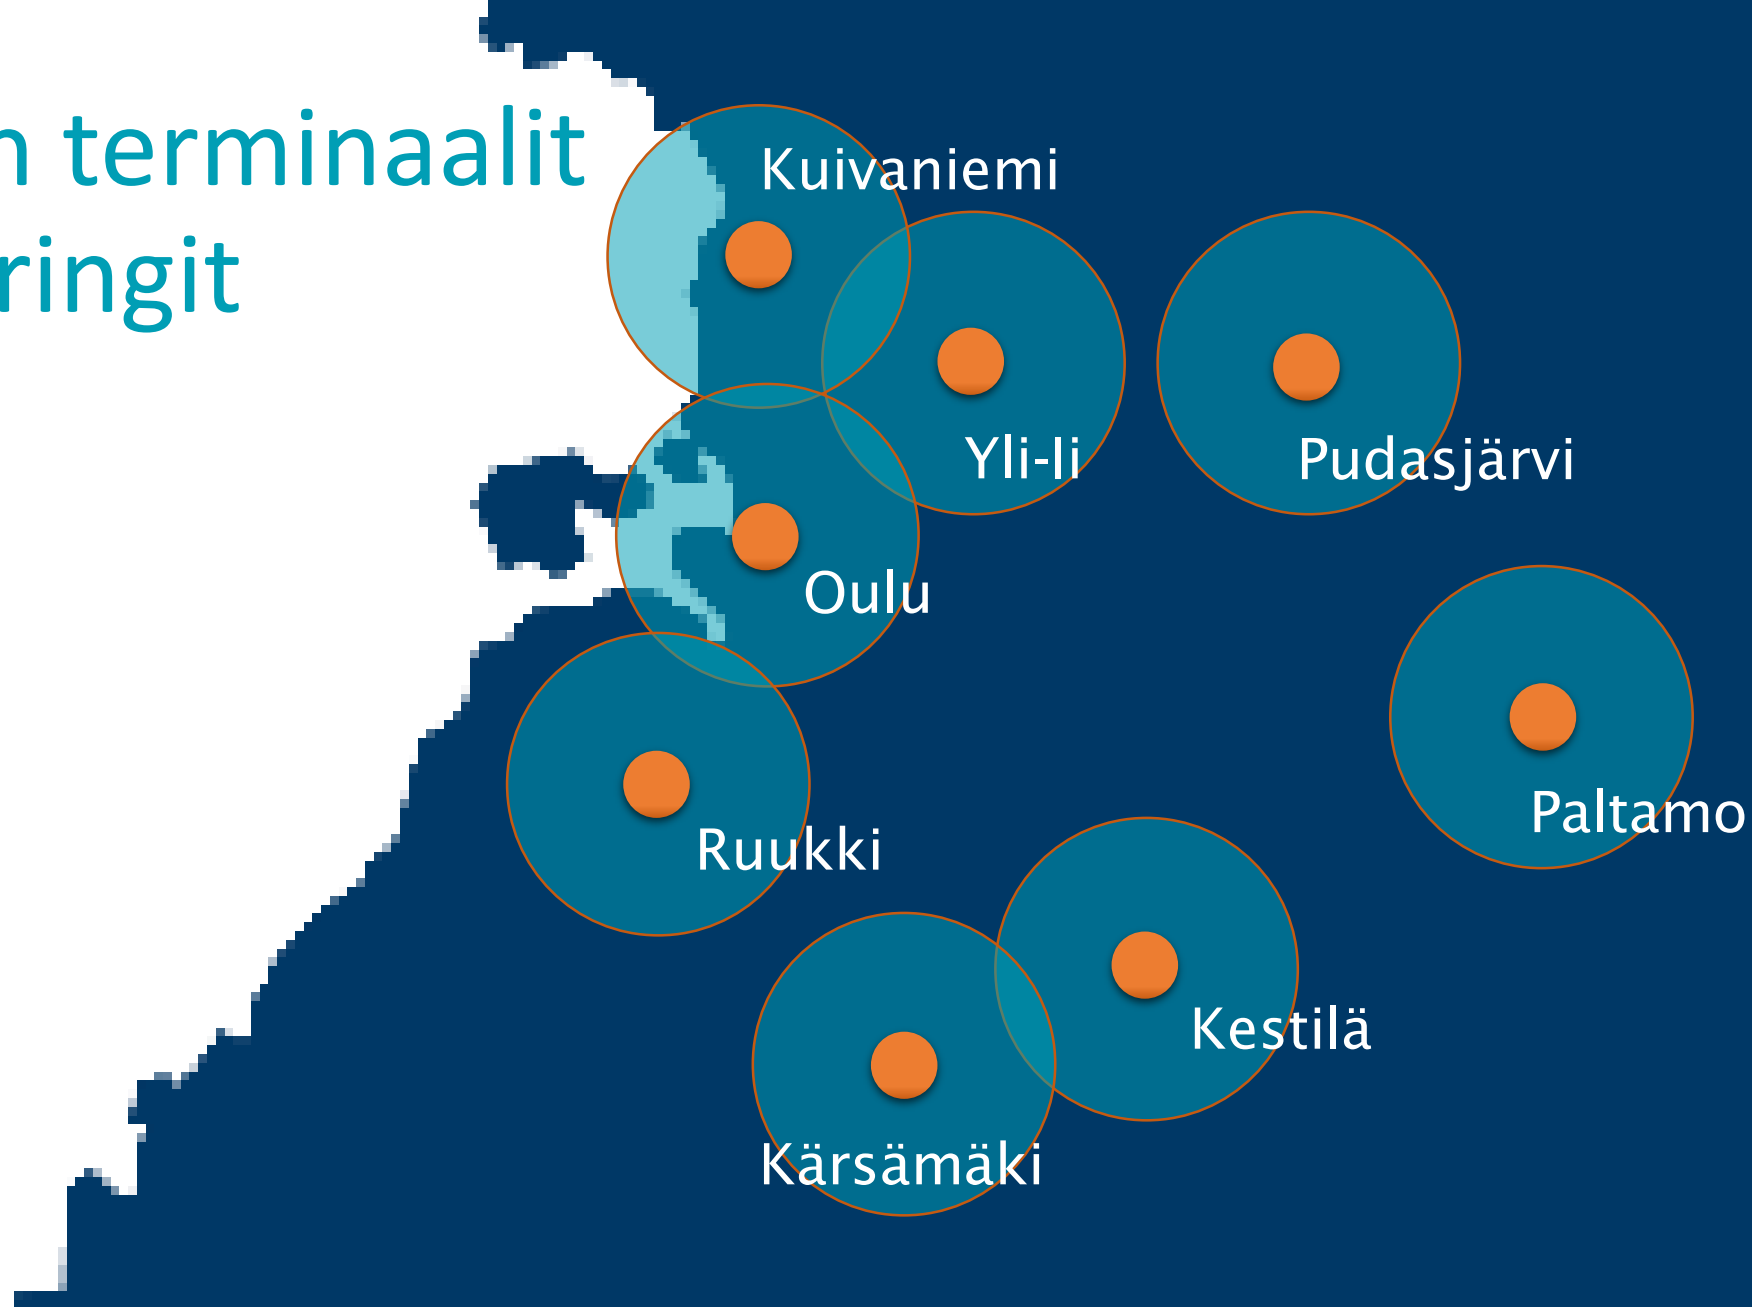 n terminaalit
ringit
Kuivaniemi
Yli-Ii
Pudasjärvi
Oulu
Paltamo
Ruukki
Kestilä
Kärsämäki